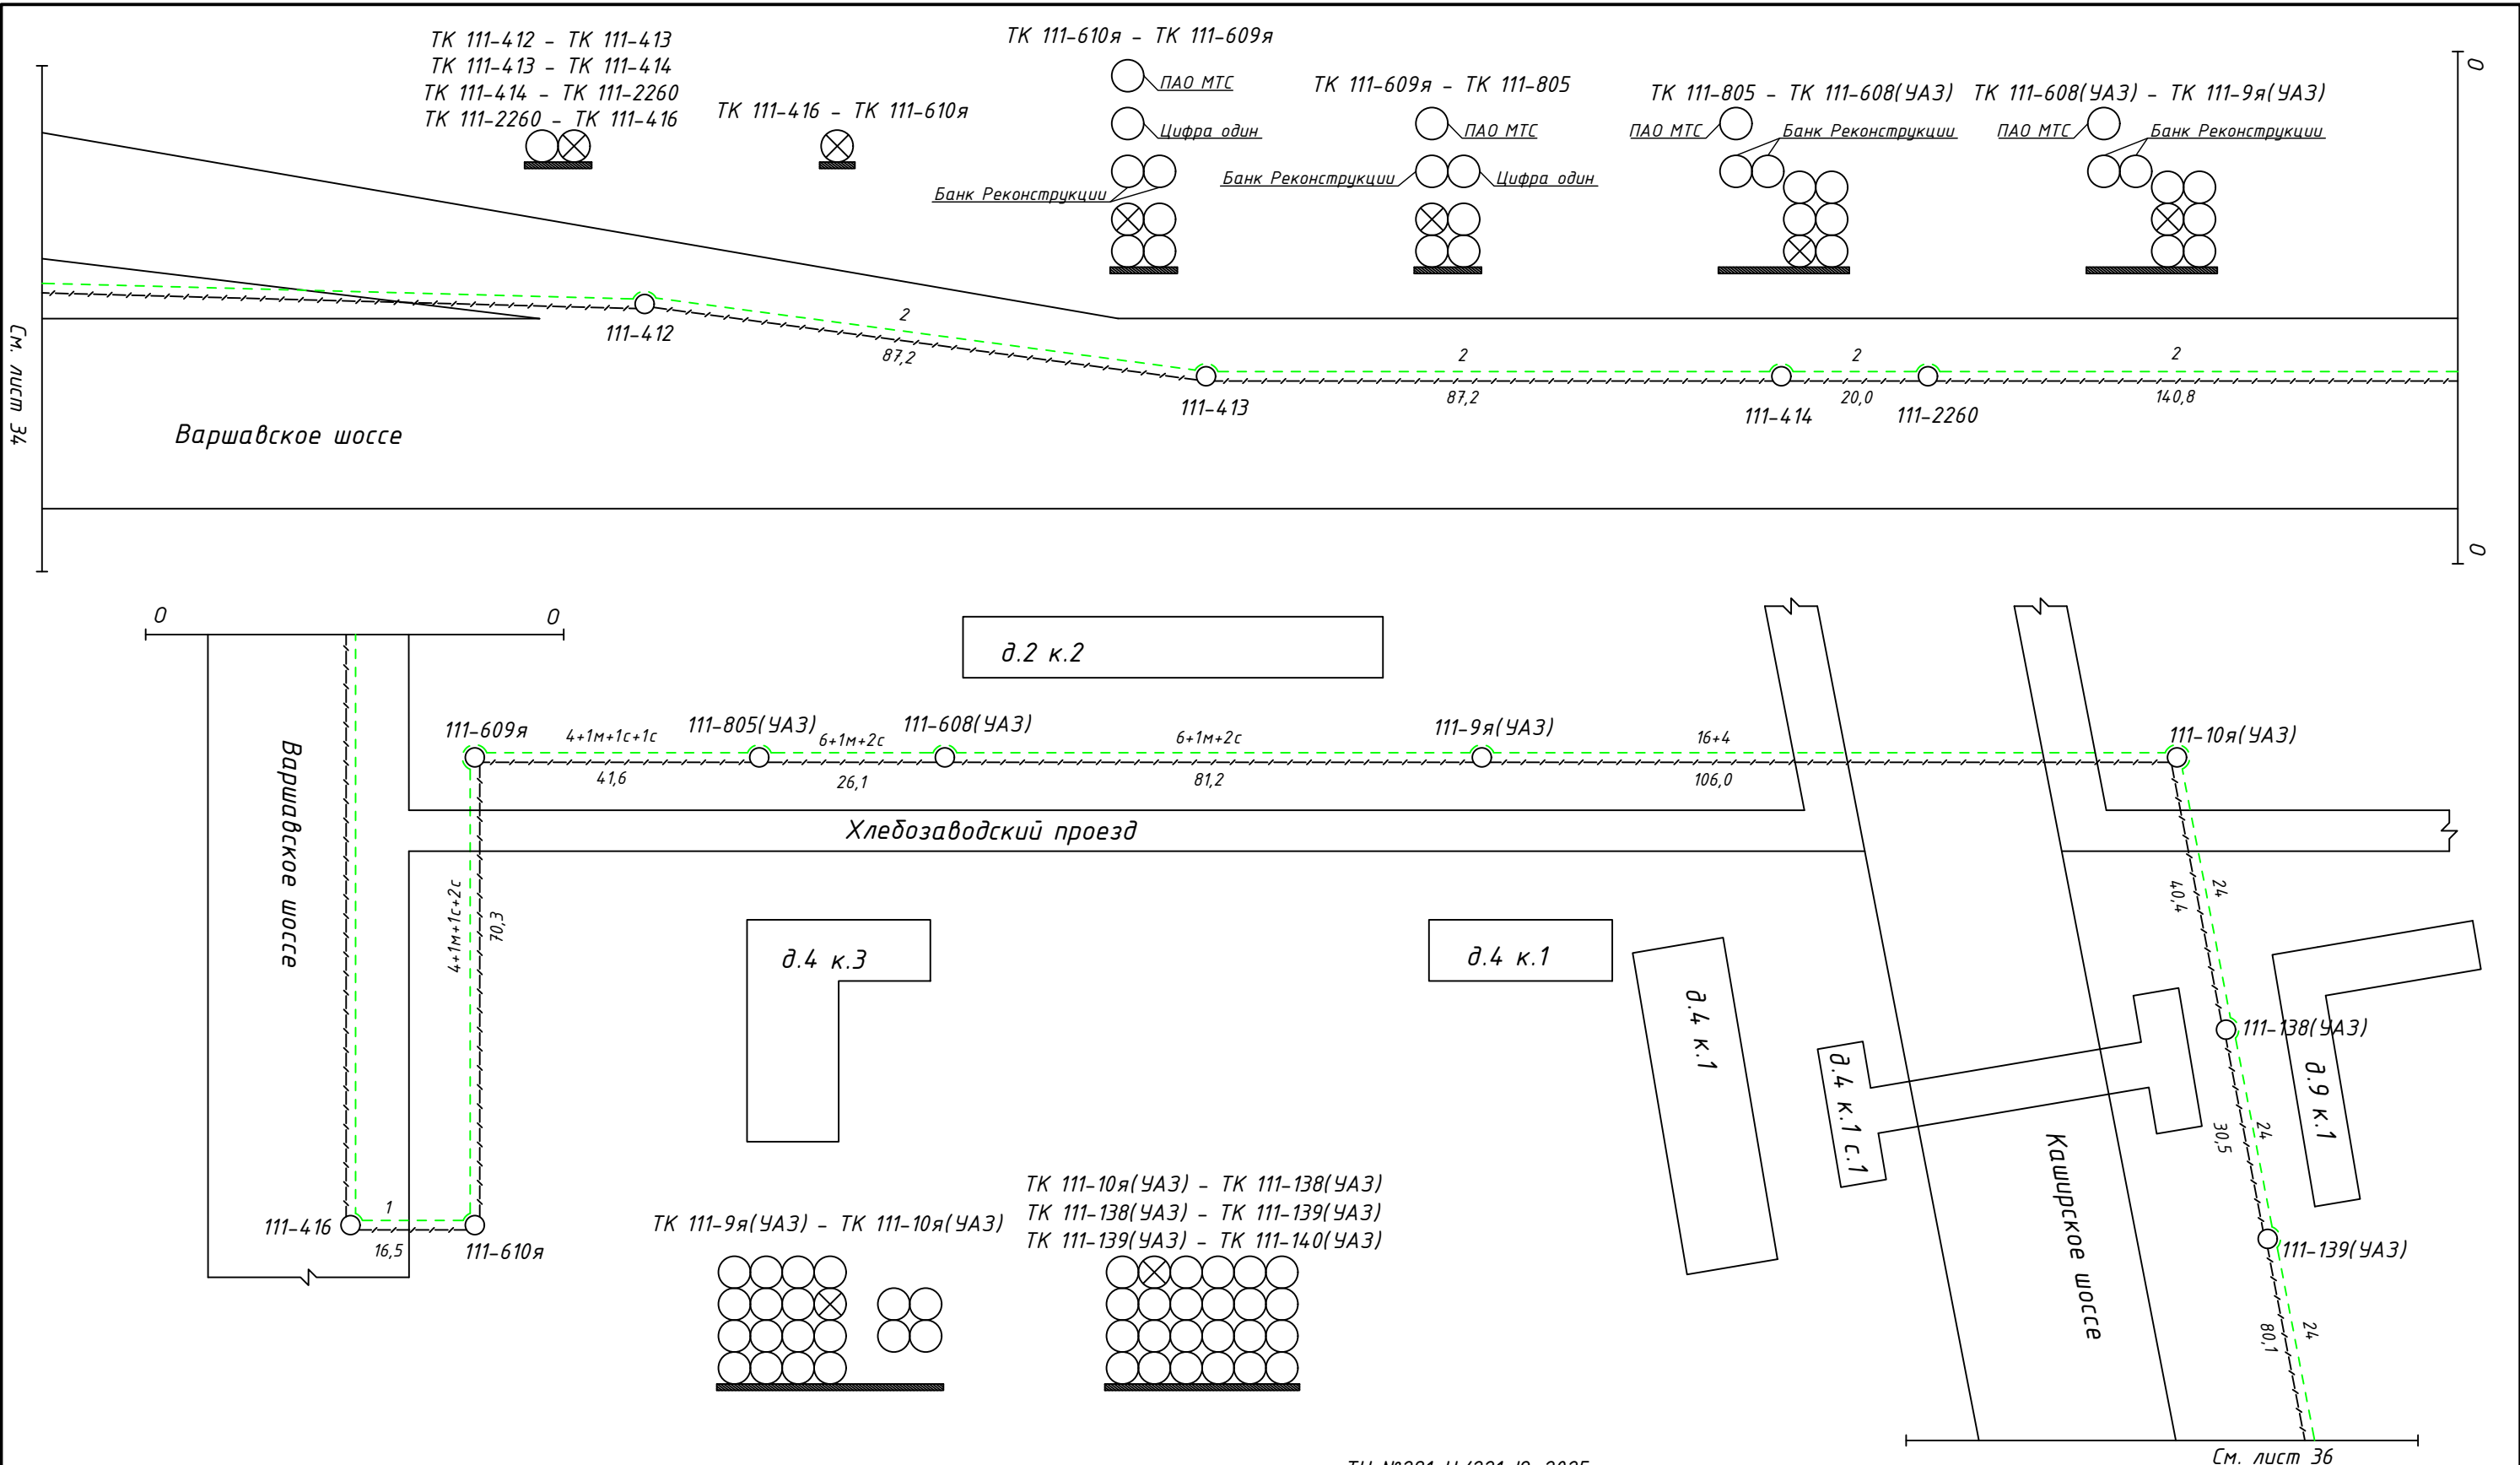 ТК 111-412 - ТК 111-413
ТК 111-413 - ТК 111-414
ТК 111-414 - ТК 111-2260
ТК 111-2260 - ТК 111-416
ТК 111-416 - ТК 111-610я
ТК 111-610я - ТК 111-609я
ПАО МТС
Цифра один
Банк Реконструкции
ТК 111-609я - ТК 111-805
ПАО МТС
Банк Реконструкции
Цифра один
ТК 111-805 - ТК 111-608(УАЗ)
ПАО МТС
Банк Реконструкции
ТК 111-608(УАЗ) - ТК 111-9я(УАЗ)
ПАО МТС
Банк Реконструкции
0
0
См. лист 34
111-412
2
87,2
111-413
2
87,2
111-414
2
20,0
111-2260
2
140,8
Варшавское шоссе
0
0
д.2 к.2
Варшавское шоссе
111-609я
4+1м+1с+1с
41,6
111-805(УАЗ)
6+1м+2с
26,1
111-608(УАЗ)
6+1м+2с
81,2
111-9я(УАЗ)
16+4
106,0
111-10я(УАЗ)
Хлебозаводский проезд
4+1м+1с+2с
70,3
24
40,4
д.4 к.3
д.4 к.1
д.4 к.1
д.4 к.1 с.1
111-138(УАЗ)
д.9 к.1
24
30,5
Каширское шоссе
111-416
1
16,5
111-610я
111-139(УАЗ)
24
80,1
ТК 111-9я(УАЗ) - ТК 111-10я(УАЗ)
ТК 111-10я(УАЗ) - ТК 111-138(УАЗ)
ТК 111-138(УАЗ) - ТК 111-139(УАЗ)
ТК 111-139(УАЗ) - ТК 111-140(УАЗ)
См. лист 36